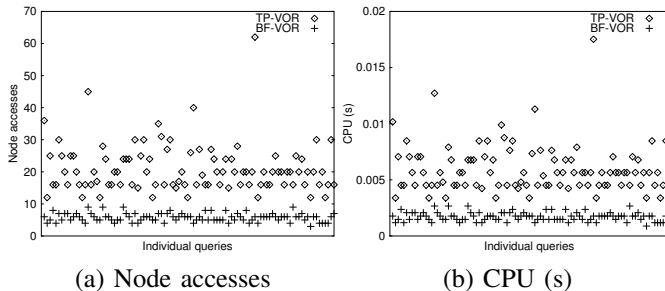 70
60
50
40
30
20
10
0
Node accesses
TP-VOR
BF-VOR
Individual queries
(a) Node accesses
0.02
0.015
0.01
0.005
0
CPU (s)
TP-VOR
BF-VOR
Individual queries
(b) CPU (s)